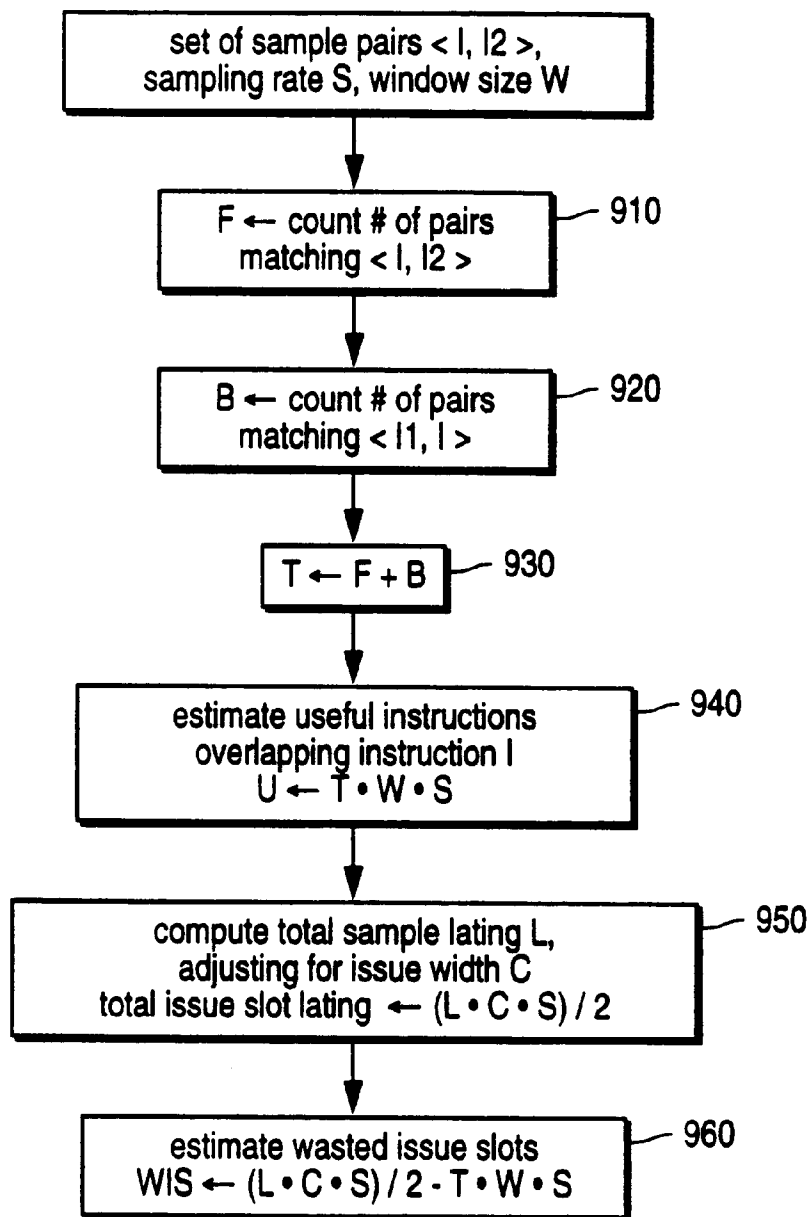 set of sample pairs < I, I2 >,
sampling rate S, window size W
F ← count # of pairs
matching < I, I2 >
910
B ← count # of pairs
matching < I1, I >
920
T ← F + B
930
estimate useful instructions
overlapping instruction I
U ← T • W • S
940
compute total sample lating L,
adjusting for issue width C
total issue slot lating ← (L • C • S) / 2
950
estimate wasted issue slots
WIS ← (L • C • S) / 2 - T • W • S
960